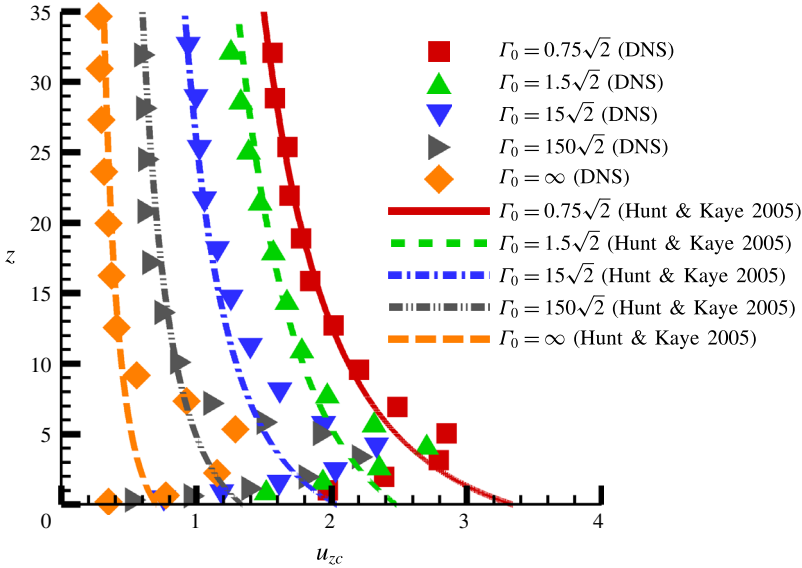 35
30
25
20
15
10
5
0
z
1
2
3
4
u_{zc}
Γ₀ = 0.75√2 (DNS)
Γ₀ = 1.5√2 (DNS)
Γ₀ = 15√2 (DNS)
Γ₀ = 150√2 (DNS)
Γ₀ = ∞ (DNS)
Γ₀ = 0.75√2 (Hunt & Kaye 2005)
Γ₀ = 1.5√2 (Hunt & Kaye 2005)
Γ₀ = 15√2 (Hunt & Kaye 2005)
Γ₀ = 150√2 (Hunt & Kaye 2005)
Γ₀ = ∞ (Hunt & Kaye 2005)